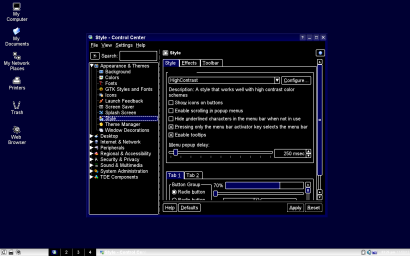 My
Computer
My
Documents
My Network
Places
Printers
Trash
Web
Browser
Style - Control Center
File View Settings Help
Search:
Appearance & Themes
Background
Colors
Fonts
GTK Styles and Fonts
Icons
Launch Feedback
Screen Saver
Splash Screen
Style
Theme Manager
Window Decorations
Desktop
Internet & Network
Peripherals
Regional & Accessibility
Security & Privacy
Sound & Multimedia
System Administration
TDE Components
Style
Style Effects Toolbar
HighContrast
Configure...
Description: A style that works well with high contrast color
schemes
Show icons on buttons
Enable scrolling in popup menus
Hide underlined characters in the menu bar when not in use
Pressing only the menu bar activator key selects the menu bar
Enable tooltips
Menu popup delay:
250 msec
Tab 1 Tab 2
Button Group
70%
Radio button
Radio button
Help Defaults Apply Reset
2 3 4